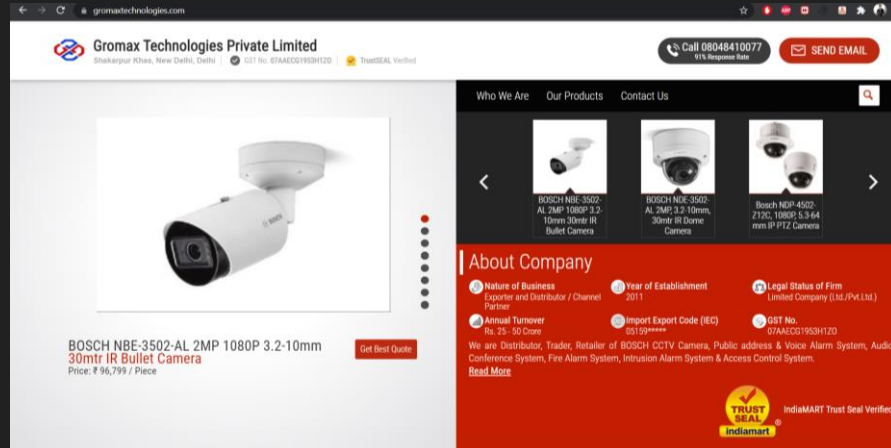 gromaxtechnologies.com
Gromax Technologies Private Limited
Shakarpur Khas, New Delhi, Delhi
GST No. 07AAECG1953H1ZO
TrustSEAL Verified
Call 08048410077
91% Response Rate
SEND EMAIL
Who We Are
Our Products
Contact Us
BOSCH
BOSCH NBE-3502-
AL 2MP 1080P 3.2-
10mm 30mtr IR
Bullet Camera
BOSCH NDE-3502-
AL 2MP, 3.2-10mm,
30mtr IR Dome
Camera
Bosch NDP-4502-
Z12C, 1080P, 5.3-64
mm IP PTZ Camera
BOSCH NBE-3502-AL 2MP 1080P 3.2-10mm
30mtr IR Bullet Camera
Price: ₹ 96,799 / Piece
Get Best Quote
About Company
Nature of Business
Exporter and Distributor / Channel
Partner
Year of Establishment
2011
Legal Status of Firm
Limited Company (Ltd./Pvt.Ltd.)
Annual Turnover
Rs. 25 - 50 Crore
Import Export Code (IEC)
05159*****
GST No.
07AAECG1953H1ZO
We are Distributor, Trader, Retailer of BOSCH CCTV Camera, Public address & Voice Alarm System, Audio
Conference System, Fire Alarm System, Intrusion Alarm System & Access Control System.
Read More
TRUST
SEAL
indiamart
IndiaMART Trust Seal Verified